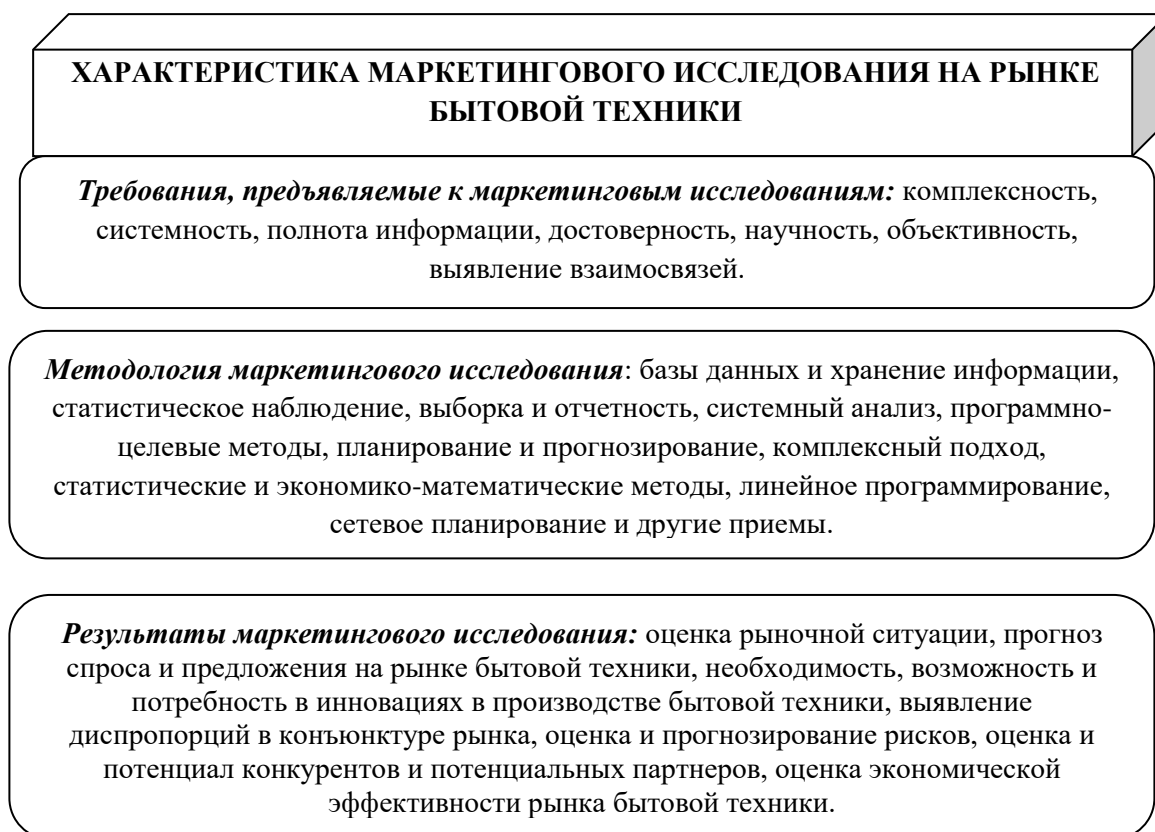 ХАРАКТЕРИСТИКА МАРКЕТИНГОВОГО ИССЛЕДОВАНИЯ НА РЫНКЕ
БЫТОВОЙ ТЕХНИКИ
Требования, предъявляемые к маркетинговым исследованиям: комплексность,
системность, полнота информации, достоверность, научность, объективность,
выявление взаимосвязей.
Методология маркетингового исследования: базы данных и хранение информации,
статистическое наблюдение, выборка и отчетность, системный анализ, программно-
целевые методы, планирование и прогнозирование, комплексный подход,
статистические и экономико-математические методы, линейное программирование,
сетевое планирование и другие приемы.
Результаты маркетингового исследования: оценка рыночной ситуации, прогноз
спроса и предложения на рынке бытовой техники, необходимость, возможность и
потребность в инновациях в производстве бытовой техники, выявление
диспропорций в конъюнктуре рынка, оценка и прогнозирование рисков, оценка и
потенциал конкурентов и потенциальных партнеров, оценка экономической
эффективности рынка бытовой техники.